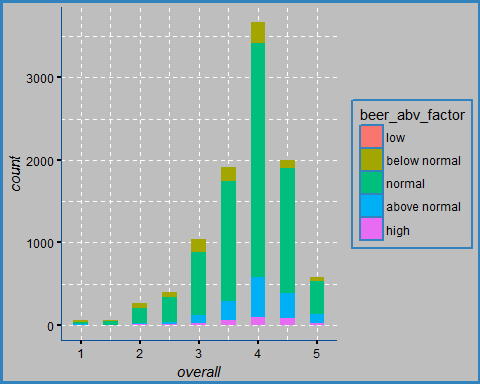 count
3000
2000
1000
0
1 2 3 4 5
overall
beer_abv_factor
low
below normal
normal
above normal
high